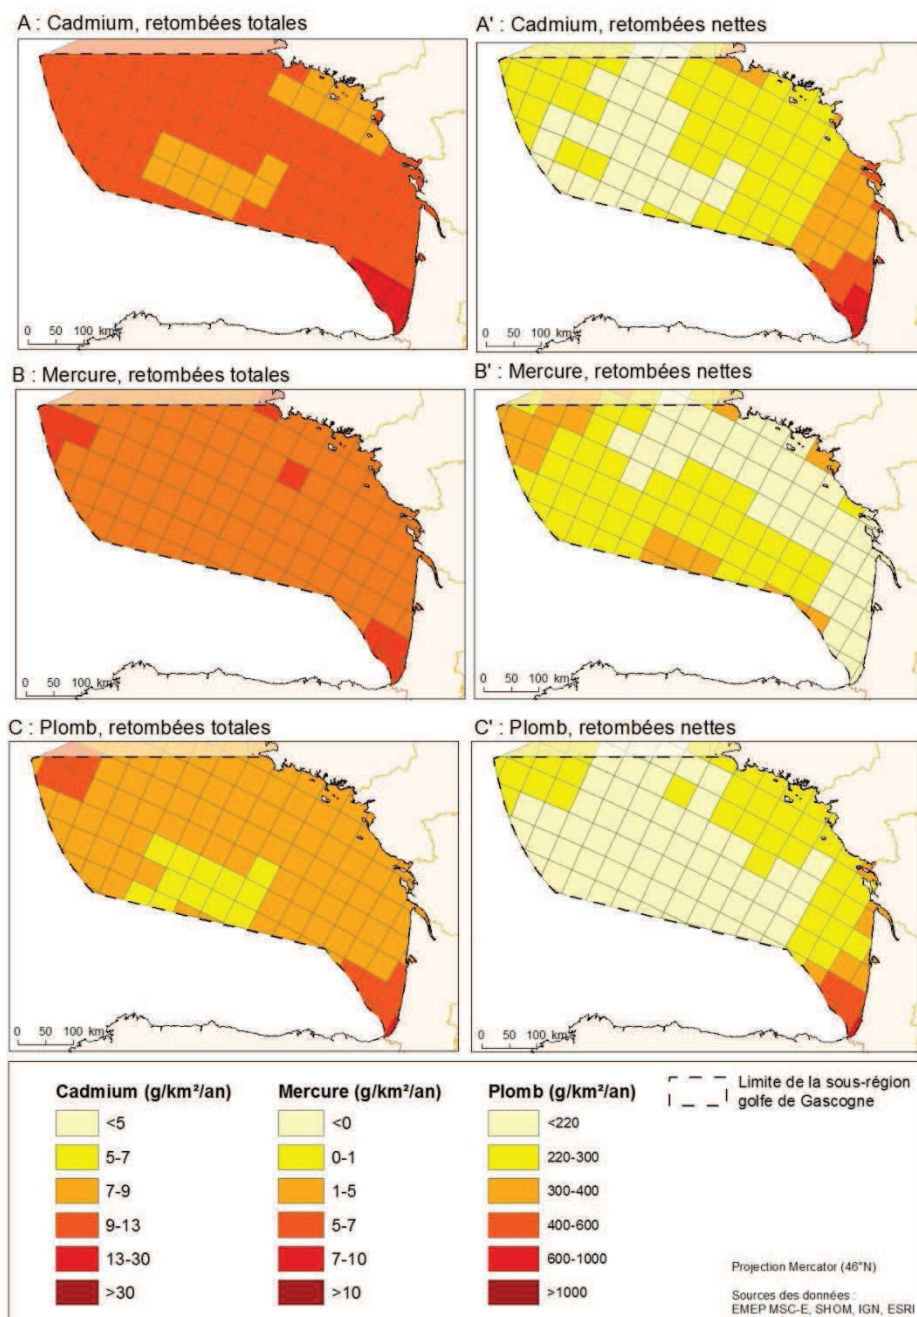 A : Cadmium, retombées totales
A' : Cadmium, retombées nettes
0 50 100 km
0 50 100 km
B : Mercure, retombées totales
B' : Mercure, retombées nettes
0 50 100 km
0 50 100 km
C : Plomb, retombées totales
C' : Plomb, retombées nettes
0 50 100 km
0 50 100 km
Cadmium (g/km²/an)
<5
5-7
7-9
9-13
13-30
>30
Mercure (g/km²/an)
<0
0-1
1-5
5-7
7-10
>10
Plomb (g/km²/an)
<220
220-300
300-400
400-600
600-1000
>1000
Limite de la sous-région
golfe de Gascogne
Projection Mercator (46°N)
Sources des données :
EMEP MSC-E, SHOM, IGN, ESRI